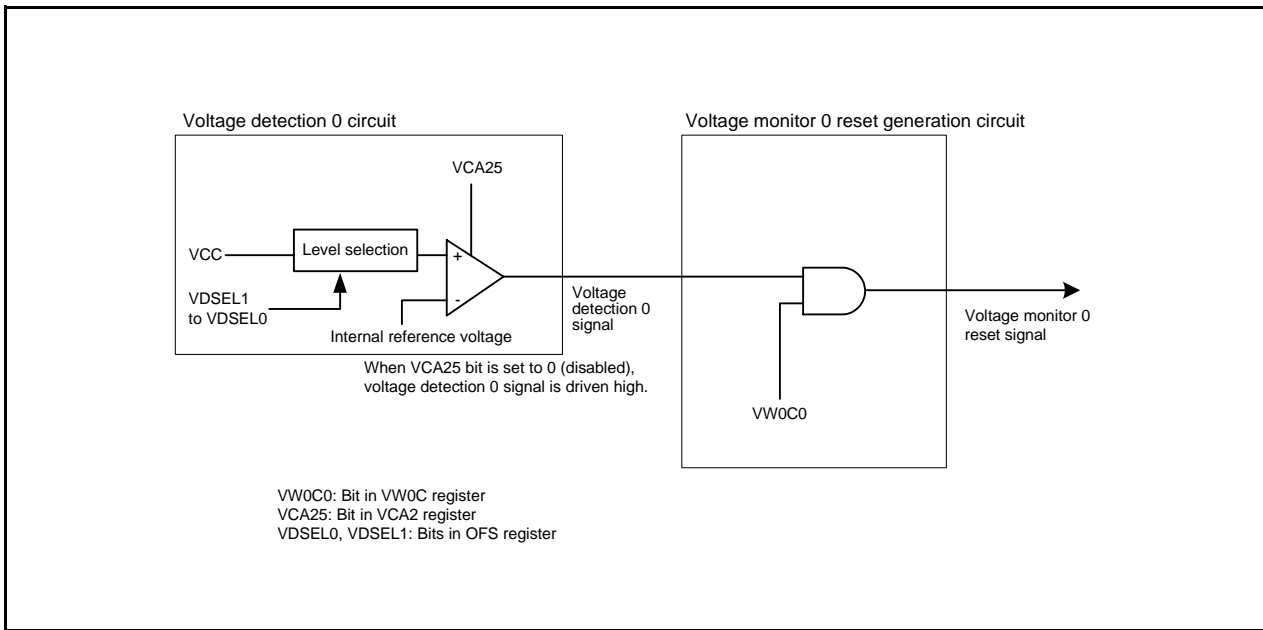 Voltage detection 0 circuit
Voltage monitor 0 reset generation circuit
VCA25
Level selection
VCC
+
-
VDSEL1
to VDSEL0
Internal reference voltage
Voltage
detection 0
signal
Voltage monitor 0
reset signal
When VCA25 bit is set to 0 (disabled),
voltage detection 0 signal is driven high.
VW0C0
VW0C0: Bit in VW0C register
VCA25: Bit in VCA2 register
VDSEL0, VDSEL1: Bits in OFS register